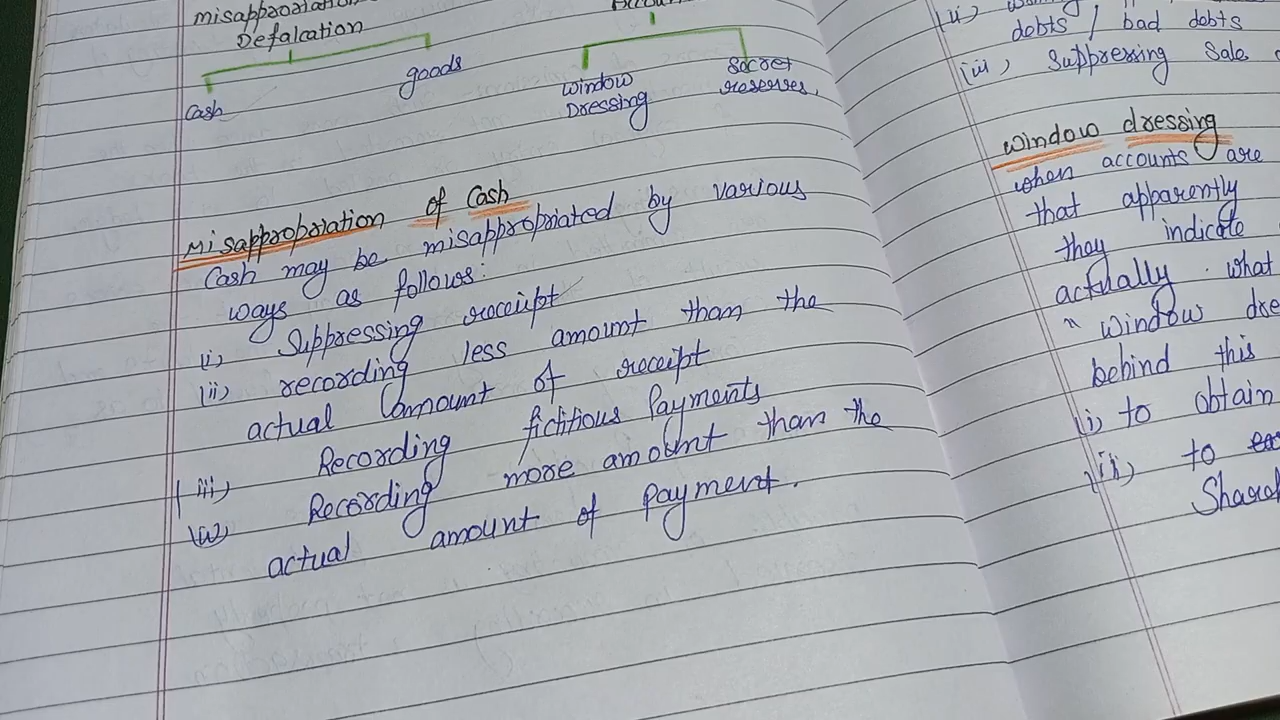 Defalcation
Cash
goods
Window
Dressing
Secret
reserves.
Misappropriation of Cash
Cash may be misappropriated by various
ways as follows:
(i) Suppressing receipt
(ii) recording less amount than the
actual amount of receipt
(iii) Recording fictitious Payments
(iv) Recording more amount than the
actual amount of Payment.
(ii)
debts / bad debts
(iii) Suppressing Sale
Window dressing
when accounts are
that apparently
they indicate
actually what
" Window dre
behind this
(i) to obtain
(ii) to
Shareh